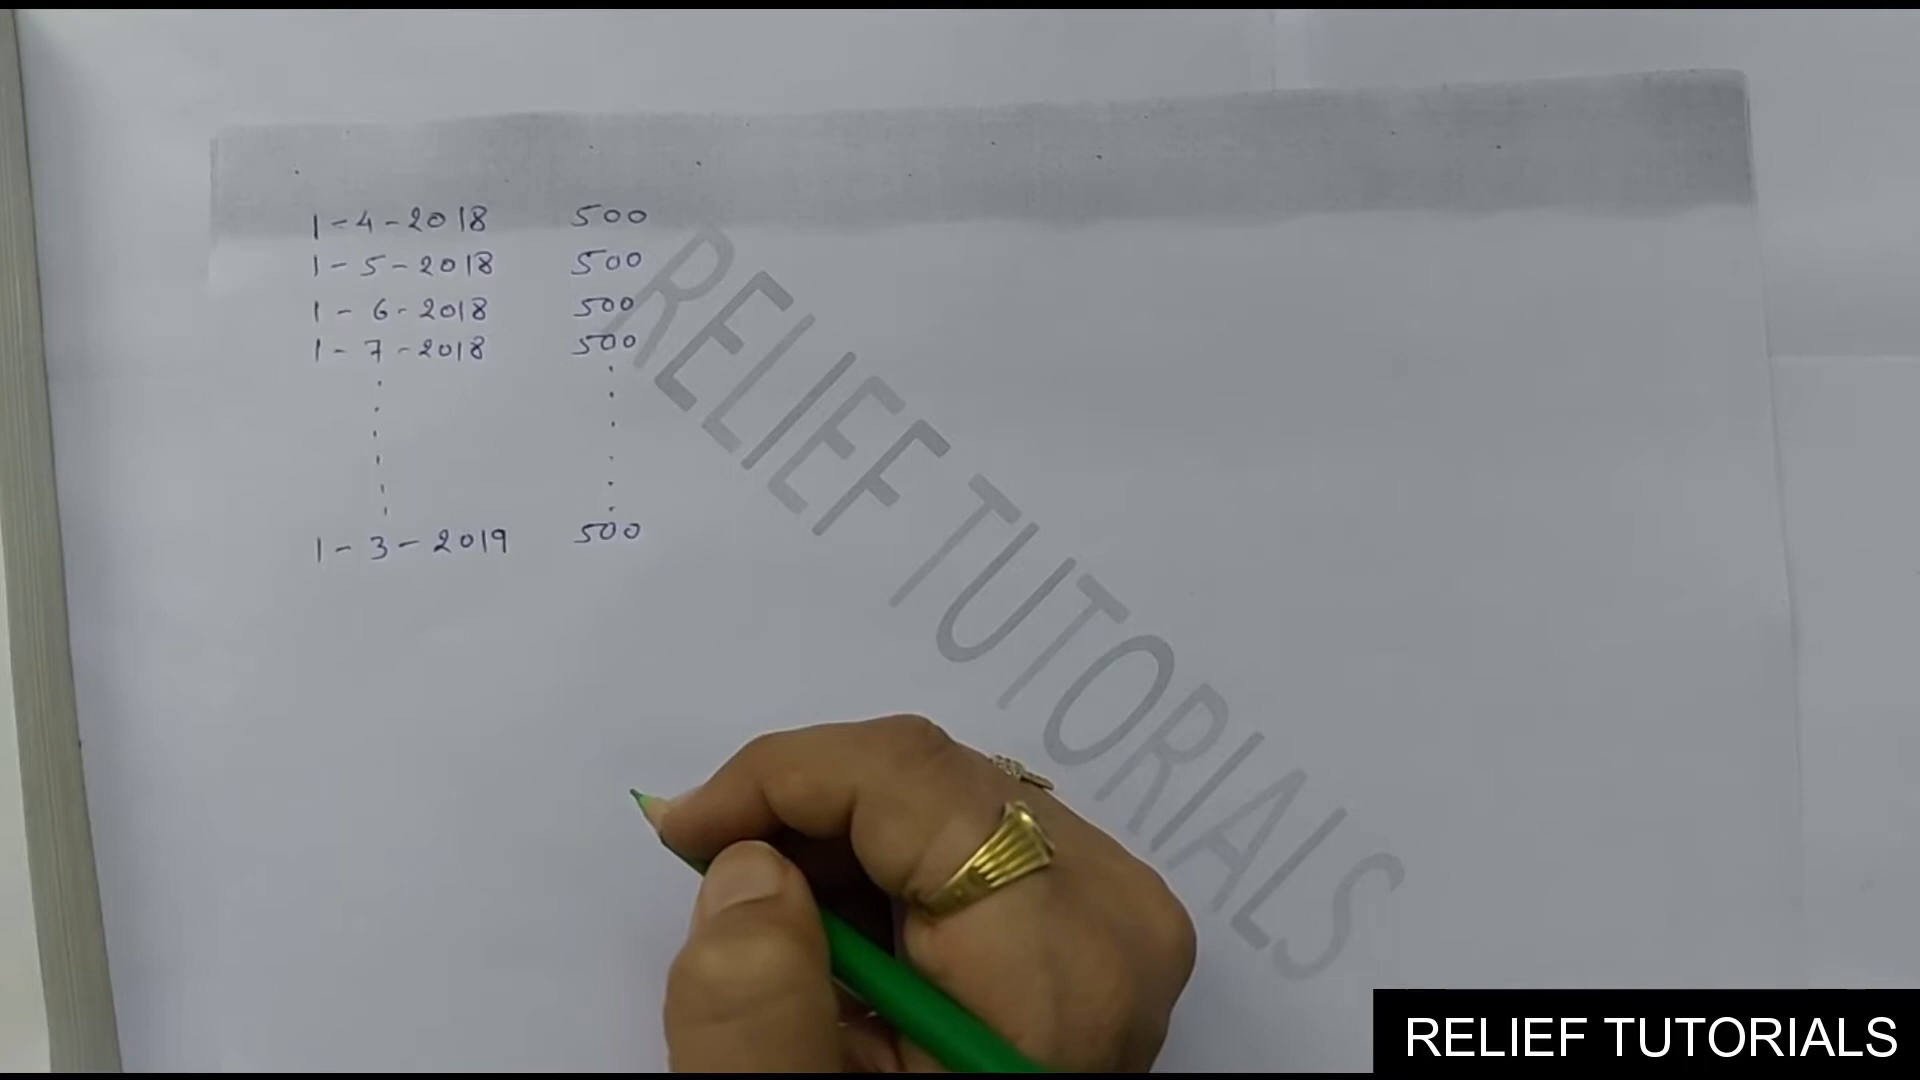 1-4-2018 500
1-5-2018 500
1-6-2018 500
1-7-2018 500
1-3-2019 500
RELIEF TUTORIALS
RELIEF TUTORIALS